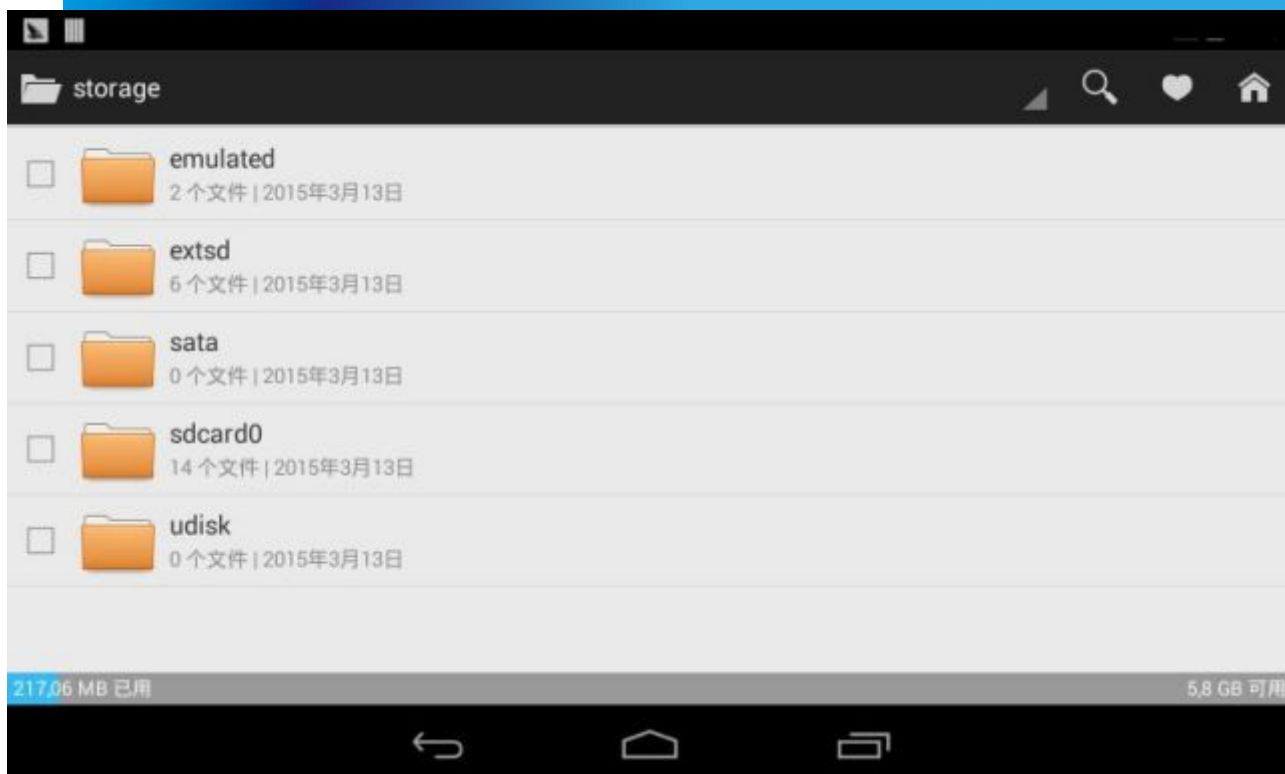 storage
emulated
2 个文件 | 2015年3月13日
extsd
6 个文件 | 2015年3月13日
sata
0 个文件 | 2015年3月13日
sdcard0
14 个文件 | 2015年3月13日
udisk
0 个文件 | 2015年3月13日
217,06 MB 已用
5,8 GB 可用